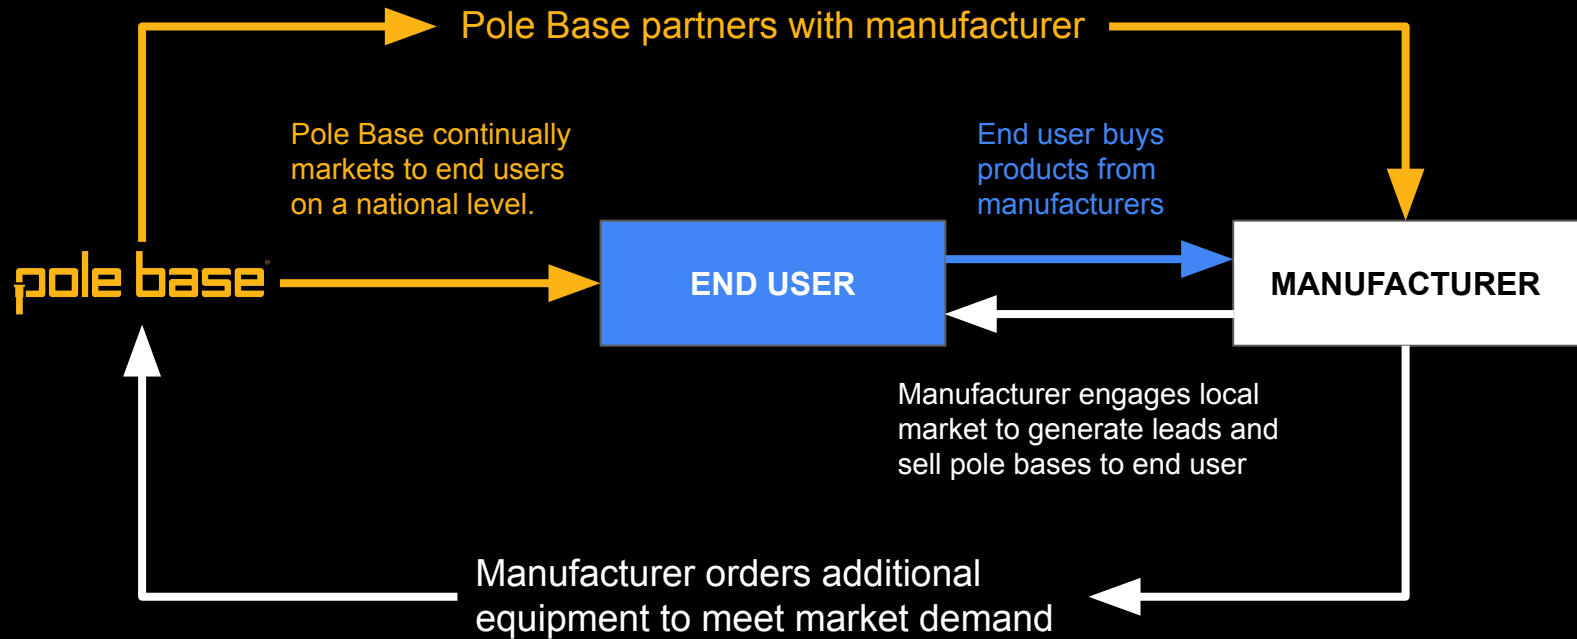 Pole Base partners with manufacturer
Pole Base continually
markets to end users
on a national level.
End user buys
products from
manufacturers
pole base®
END USER
MANUFACTURER
Manufacturer engages local
market to generate leads and
sell pole bases to end user
Manufacturer orders additional
equipment to meet market demand